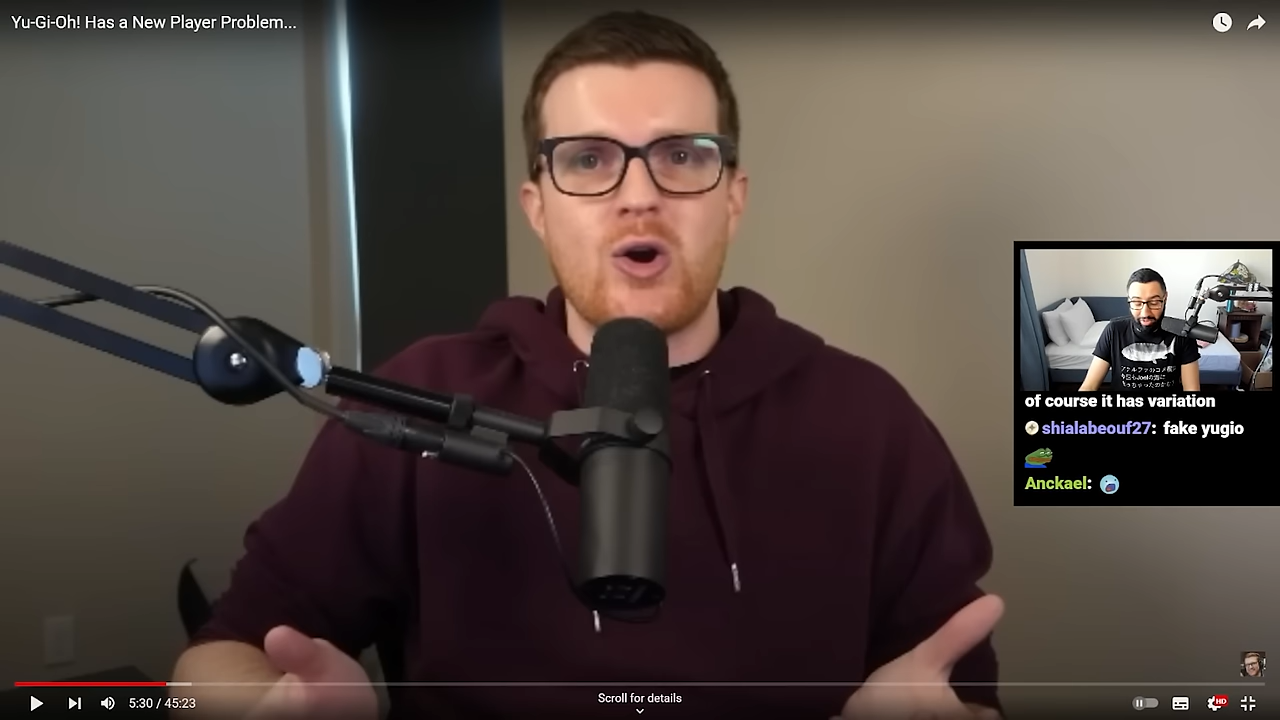 Yu-Gi-Oh! Has a New Player Problem...
of course it has variation
shialabeouf27: fake yugio
Anckael:
5:30 / 45:23
Scroll for details
HD